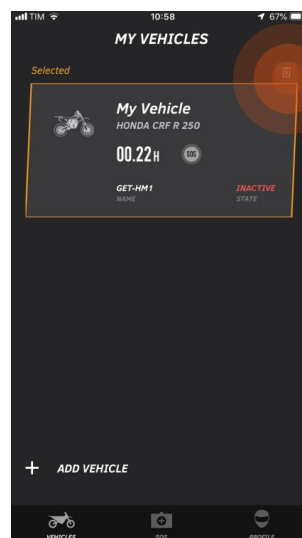 TIM 10:58 67%
MY VEHICLES
Selected
My Vehicle
HONDA CRF R 250
00.22 H SOS
GET-HM1 INACTIVE
NAME STATE
+ ADD VEHICLE
VEHICLES SOS PROFILE